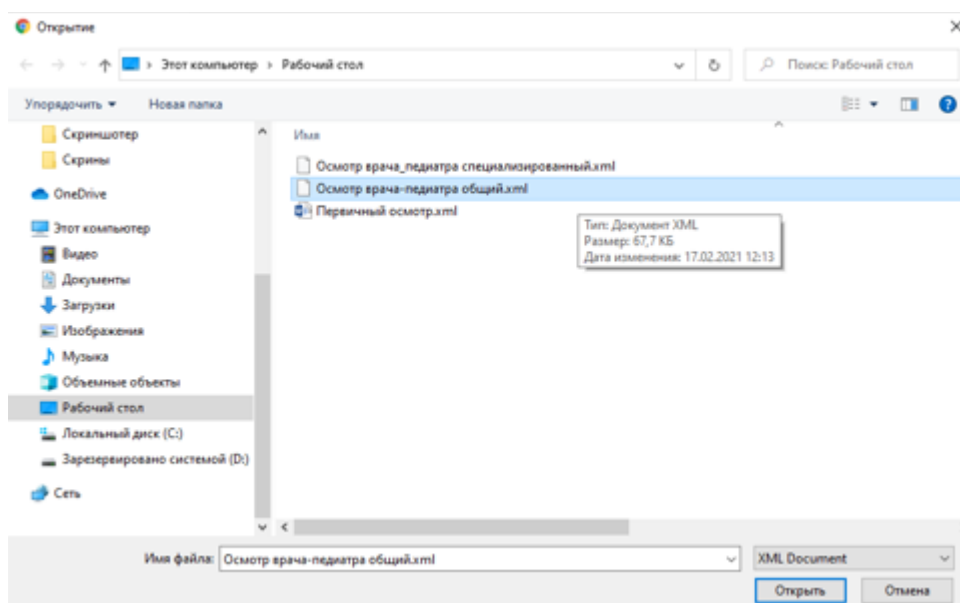 Открытие
Этот компьютер > Рабочий стол
Поиск: Рабочий стол
Упорядочить
Новая папка
Скриншотер
Скрины
OneDrive
Этот компьютер
Видео
Документы
Загрузки
Изображения
Музыка
Объемные объекты
Рабочий стол
Локальный диск (C:)
Зарезервировано системой (D:)
Сеть
Имя
Осмотр врача_педиатра специализированный.xml
Осмотр врача-педиатра общий.xml
Первичный осмотр.xml
Тип: Документ XML
Размер: 67,7 КБ
Дата изменения: 17.02.2021 12:13
Имя файла: Осмотр врача-педиатра общий.xml
XML Document
Открыть
Отмена